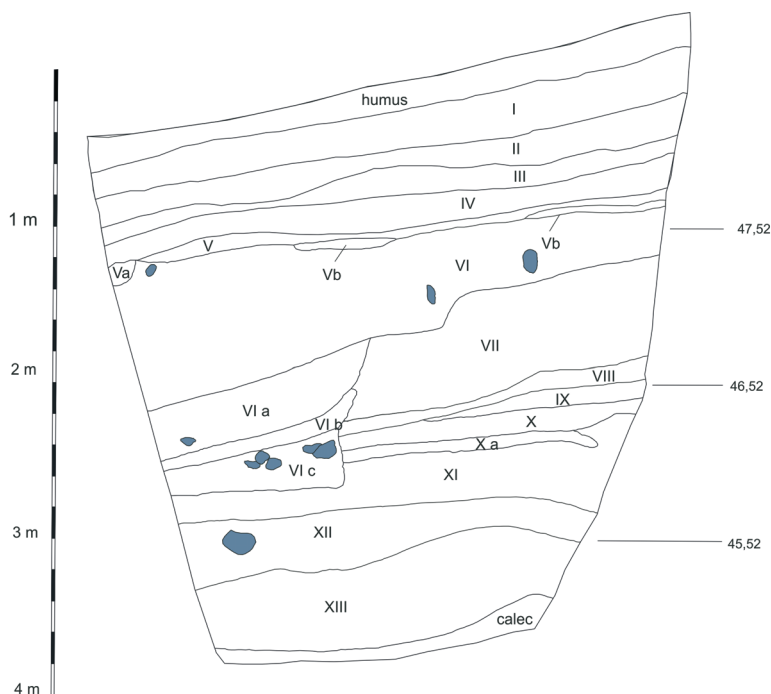 humus
I
II
III
IV
1 m
47,52
V
Vb
Va
Vb
VI
VII
2 m
VIII
46,52
IX
VI a
X
VI b
X a
VI c
XI
3 m
XII
45,52
XIII
calec
4 m